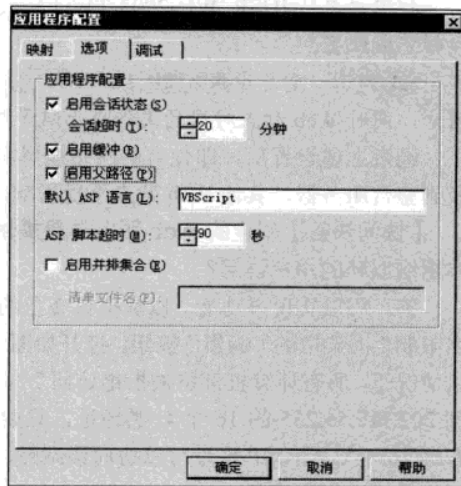 应用程序配置
映射 选项 调试
应用程序配置
启用会话状态(S)
会话超时(T): 20 分钟
启用缓冲(B)
启用父路径(P)
默认 ASP 语言(L): VBScript
ASP 脚本超时(M): 90 秒
启用并排集合(E)
清单文件名(F):
确定 取消 帮助